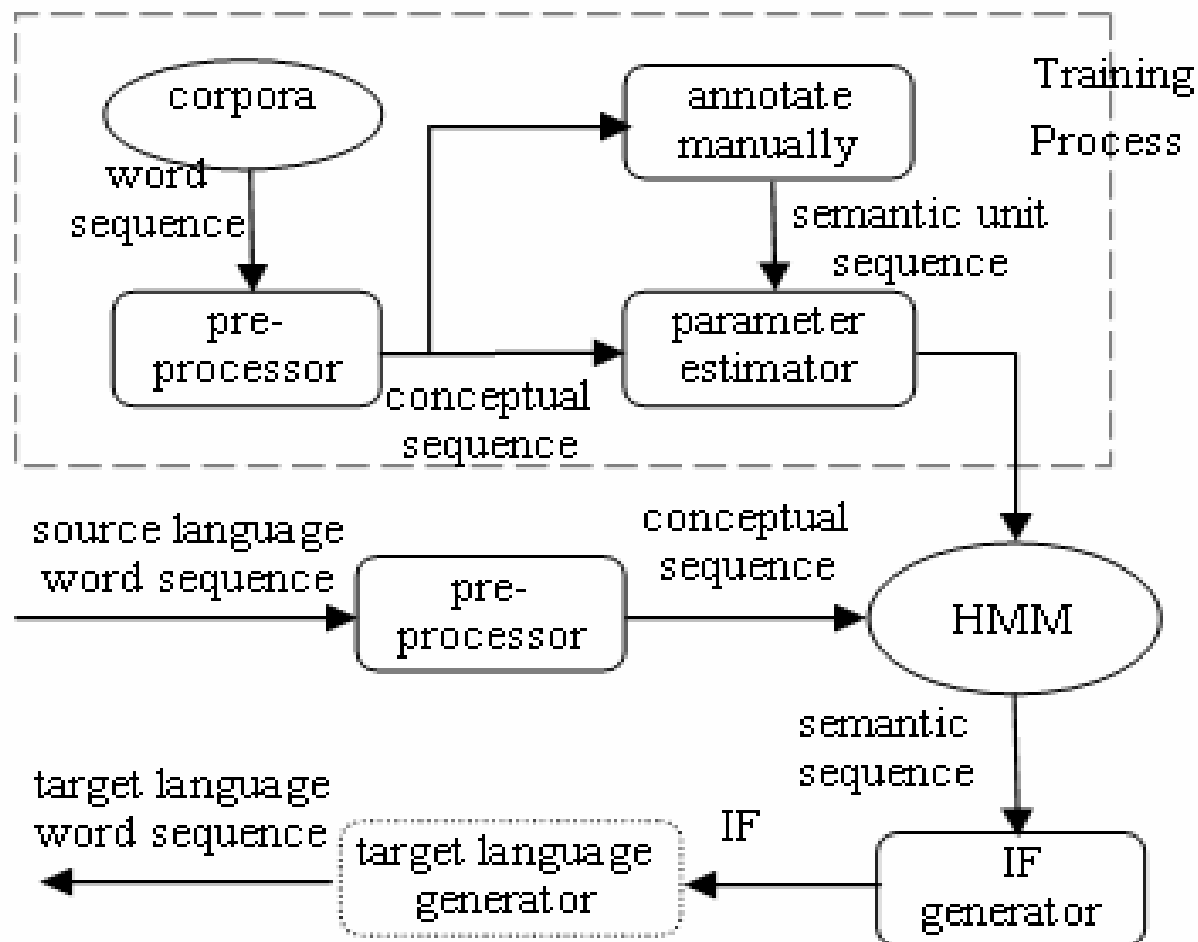 corpora
annotate
manually
Training
Process
word
sequence
semantic unit
sequence
pre-
processor
parameter
estimator
conceptual
sequence
source language
word sequence
pre-
processor
conceptual
sequence
HMM
semantic
sequence
target language
word sequence
target language
generator
IF
IF
generator